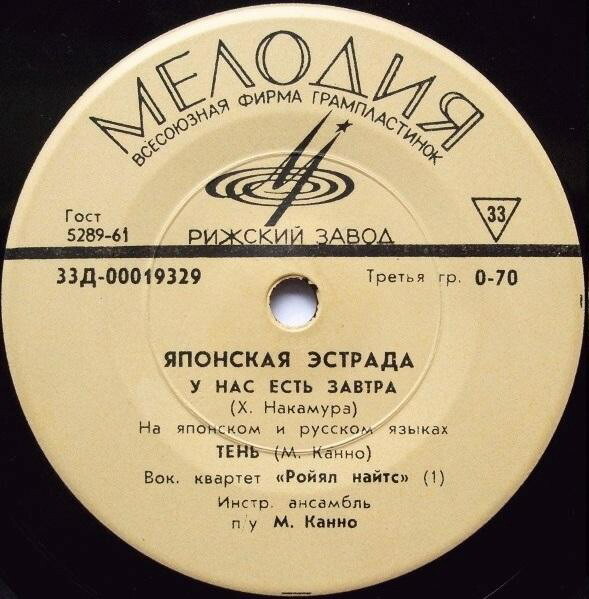 МЕЛОДИЯ
ВСЕСОЮЗНАЯ ФИРМА ГРАМПЛАСТИНОК
Гост
5289-61
33
РИЖСКИЙ ЗАВОД
33Д-00019329
Третья гр. 0-70
ЯПОНСКАЯ ЭСТРАДА
У НАС ЕСТЬ ЗАВТРА
(Х. Накамура)
На японском и русском языках
ТЕНЬ (М. Канно)
Вок. квартет «Ройял найтс» (1)
Инстр. ансамбль
п/у М. Канно